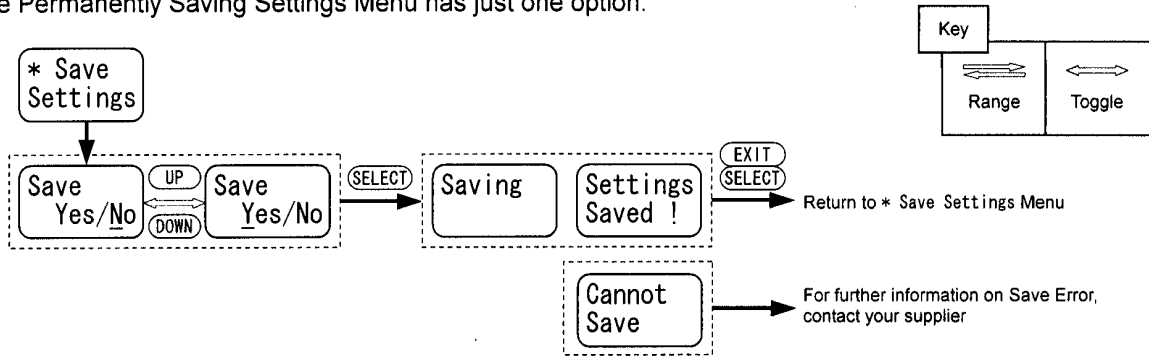 e Permanently Saving Settings Menu has just one option.
Key
Range Toggle
* Save
Settings
Save
Yes/No
UP
DOWN
Save
Yes/No
SELECT
Saving
Settings
Saved !
EXIT
SELECT
Return to * Save Settings Menu
Cannot
Save
For further information on Save Error,
contact your supplier